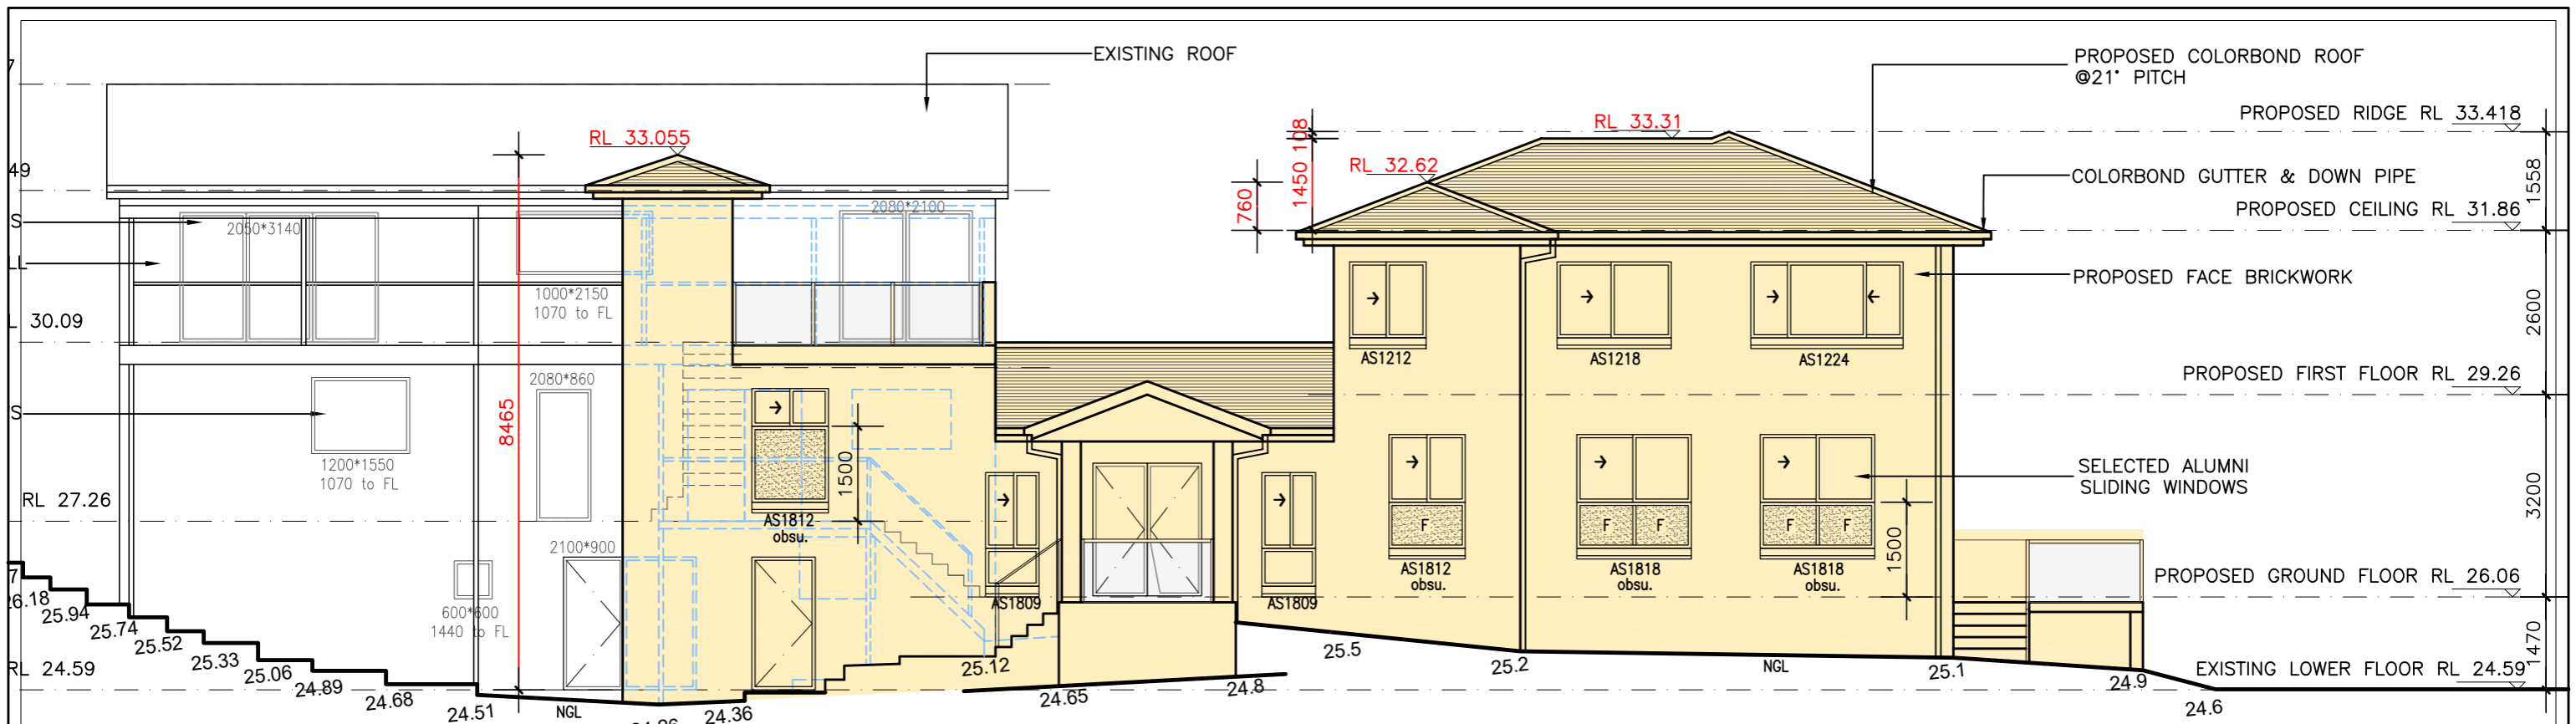 EXISTING ROOF
PROPOSED COLORBOND ROOF
@21° PITCH
7
PROPOSED RIDGE RL 33.418
RL 33.055
RL 33.31
108
1450
RL 32.62
760
49
1558
COLORBOND GUTTER & DOWN PIPE
PROPOSED CEILING RL 31.86
S
2050*3140
2080*2100
LL
PROPOSED FACE BRICKWORK
1000*2150
1070 to FL
2600
L 30.09
AS1212
AS1218
AS1224
PROPOSED FIRST FLOOR RL 29.26
2080*860
8465
S
1200*1550
1070 to FL
1500
SELECTED ALUMNI
SLIDING WINDOWS
3200
RL 27.26
AS1812
obsu.
F
F F
F F
2100*900
1500
AS1812
obsu.
AS1818
obsu.
AS1818
obsu.
PROPOSED GROUND FLOOR RL 26.06
7
26.18
25.94
25.74
25.52
25.33
25.06
24.89
24.68
24.51
600*600
1440 to FL
AS1809
AS1809
RL 24.59
NGL
24.36
25.12
24.65
24.8
25.5
25.2
NGL
25.1
24.9
24.6
EXISTING LOWER FLOOR RL 24.59
1470